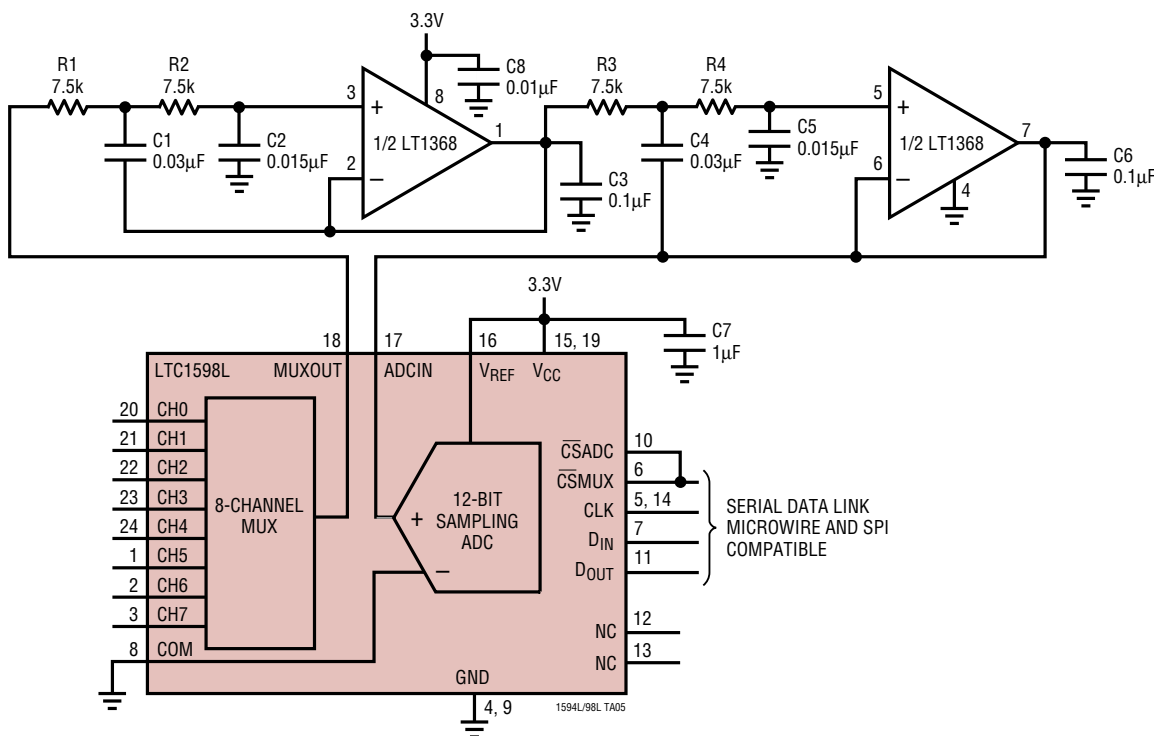 3.3V
R1
7.5k
R2
7.5k
C8
0.01µF
R3
7.5k
R4
7.5k
3
+
8
1/2 LT1368
1
2
–
C1
0.03µF
C2
0.015µF
C3
0.1µF
C4
0.03µF
C5
0.015µF
5
+
1/2 LT1368
7
6
–
4
C6
0.1µF
3.3V
18
17
16
15, 19
C7
1µF
LTC1598L
MUXOUT
ADCIN
VREF
VCC
20 CH0
21 CH1
22 CH2
23 CH3
24 CH4
1 CH5
2 CH6
3 CH7
8 COM
8-CHANNEL
MUX
+
12-BIT
SAMPLING
ADC
–
C̅S̅ADC 10
C̅S̅MUX 6
CLK 5, 14
DIN 7
DOUT 11
NC 12
NC 13
SERIAL DATA LINK
MICROWIRE AND SPI
COMPATIBLE
GND
4, 9
1594L/98L TA05